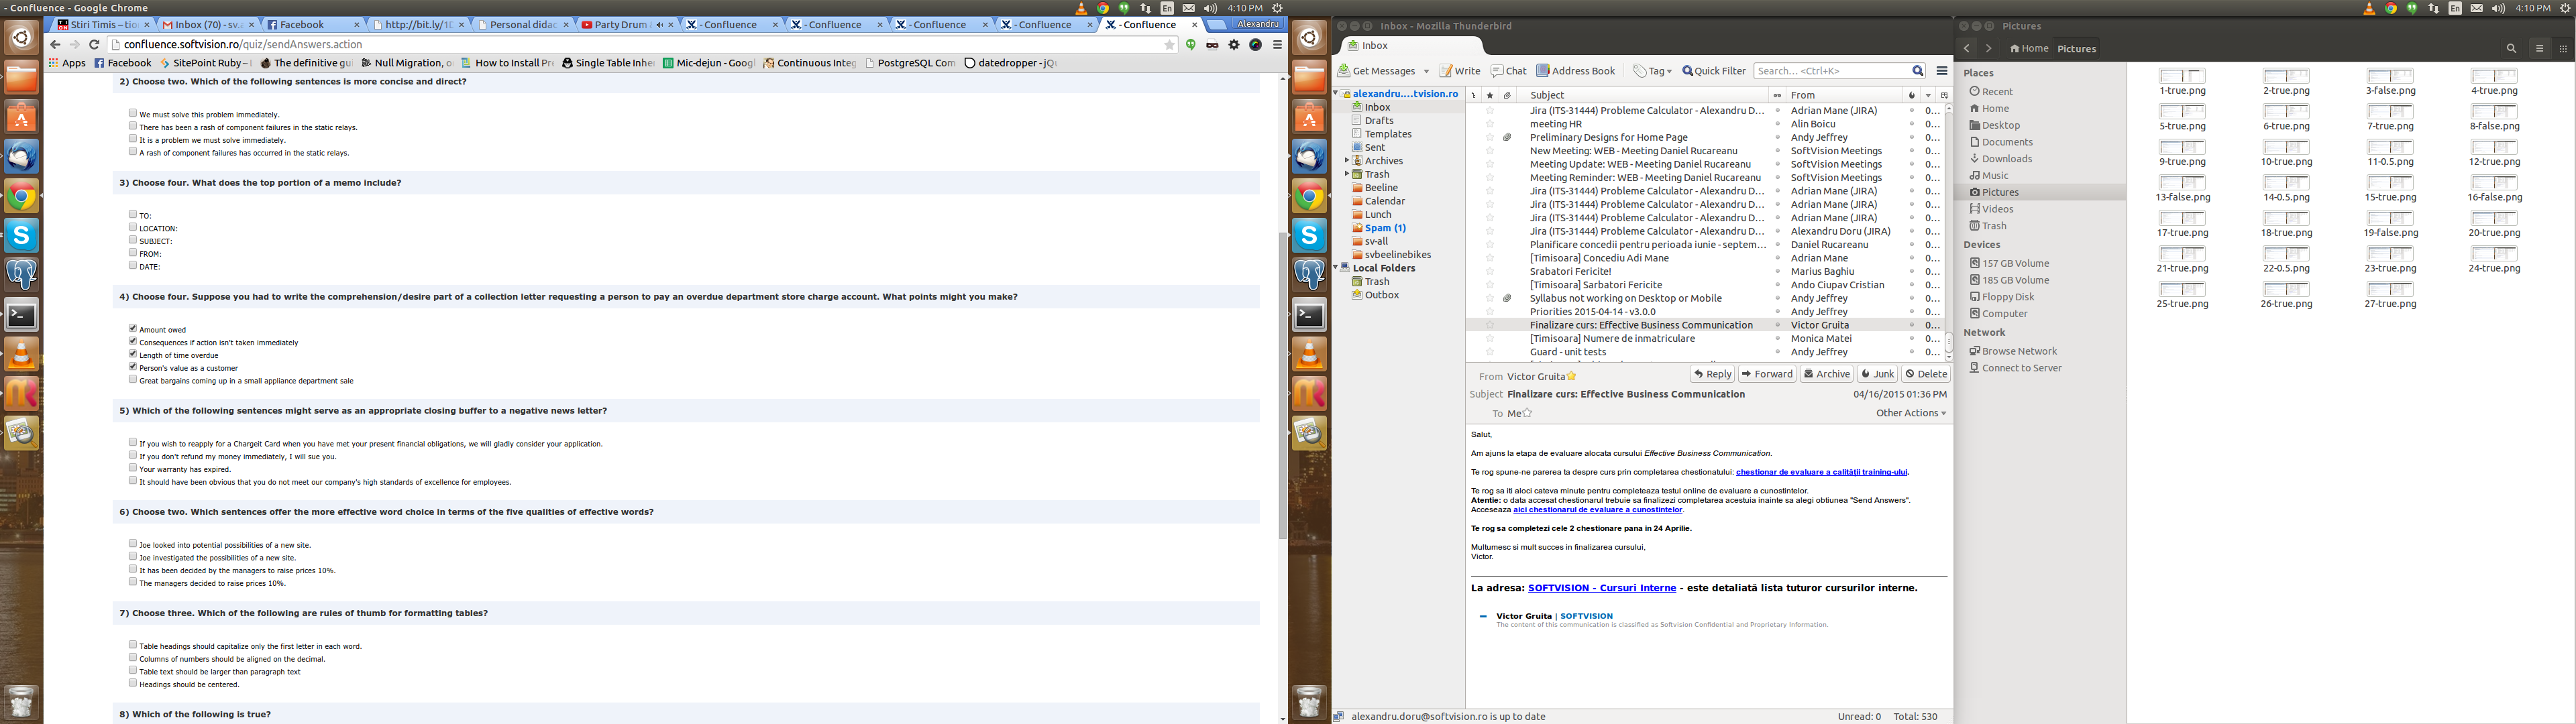 - Confluence - Google Chrome
En
4:10 PM
En
4:10 PM
Stiri Timis – tio
Inbox (70) - sv.a
Facebook
http://bit.ly/1C
Personal didac
Party Drum
- Confluence
- Confluence
- Confluence
- Confluence
- Confluence
Alexandru
confluence.softvision.ro/quiz/sendAnswers.action
Apps
Facebook
SitePoint Ruby –
The definitive gui
Null Migration, o
How to Install Pre
Single Table Inher
Mic-dejun - Googl
Continuous Integ
PostgreSQL Com
datedropper - jQu
2) Choose two. Which of the following sentences is more concise and direct?
We must solve this problem immediately.
There has been a rash of component failures in the static relays.
It is a problem we must solve immediately.
A rash of component failures has occurred in the static relays.
3) Choose four. What does the top portion of a memo include?
TO:
LOCATION:
SUBJECT:
FROM:
DATE:
4) Choose four. Suppose you had to write the comprehension/desire part of a collection letter requesting a person to pay an overdue department store charge account. What points might you make?
Amount owed
Consequences if action isn't taken immediately
Length of time overdue
Person's value as a customer
Great bargains coming up in a small appliance department sale
5) Which of the following sentences might serve as an appropriate closing buffer to a negative news letter?
If you wish to reapply for a Chargeit Card when you have met your present financial obligations, we will gladly consider your application.
If you don't refund my money immediately, I will sue you.
Your warranty has expired.
It should have been obvious that you do not meet our company's high standards of excellence for employees.
6) Choose two. Which sentences offer the more effective word choice in terms of the five qualities of effective words?
Joe looked into potential possibilities of a new site.
Joe investigated the possibilities of a new site.
It has been decided by the managers to raise prices 10%.
The managers decided to raise prices 10%.
7) Choose three. Which of the following are rules of thumb for formatting tables?
Table headings should capitalize only the first letter in each word.
Columns of numbers should be aligned on the decimal.
Table text should be larger than paragraph text
Headings should be centered.
8) Which of the following is true?
Inbox - Mozilla Thunderbird
Inbox
Get Messages
Write
Chat
Address Book
Tag
Quick Filter
Search... <Ctrl+K>
alexandru....tvision.ro
Inbox
Drafts
Templates
Sent
Archives
Trash
Beeline
Calendar
Lunch
Spam (1)
sv-all
svbeelinebikes
Local Folders
Trash
Outbox
Subject From
Jira (ITS-31444) Probleme Calculator - Alexandru D... Adrian Mane (JIRA) 0...
meeting HR Alin Boicu 0...
Preliminary Designs for Home Page Andy Jeffrey 0...
New Meeting: WEB - Meeting Daniel Rucareanu SoftVision Meetings 0...
Meeting Update: WEB - Meeting Daniel Rucareanu SoftVision Meetings 0...
Meeting Reminder: WEB - Meeting Daniel Rucareanu SoftVision Meetings 0...
Jira (ITS-31444) Probleme Calculator - Alexandru D... Adrian Mane (JIRA) 0...
Jira (ITS-31444) Probleme Calculator - Alexandru D... Adrian Mane (JIRA) 0...
Jira (ITS-31444) Probleme Calculator - Alexandru D... Adrian Mane (JIRA) 0...
Jira (ITS-31444) Probleme Calculator - Alexandru D... Alexandru Doru (JIRA) 0...
Planificare concedii pentru perioada iunie - septem... Daniel Rucareanu 0...
[Timisoara] Concediu Adi Mane Adrian Mane 0...
Srabatori Fericite! Marius Baghiu 0...
[Timisoara] Sarbatori Fericite Ando Ciupav Cristian 0...
Syllabus not working on Desktop or Mobile Andy Jeffrey 0...
Priorities 2015-04-14 - v3.0.0 Andy Jeffrey 0...
Finalizare curs: Effective Business Communication Victor Gruita 0...
[Timisoara] Numere de inmatriculare Monica Matei 0...
Guard - unit tests Andy Jeffrey 0...
From Victor Gruita
Reply
Forward
Archive
Junk
Delete
Subject Finalizare curs: Effective Business Communication 04/16/2015 01:36 PM
To Me Other Actions
Salut,
Am ajuns la etapa de evaluare alocata cursului Effective Business Communication.
Te rog spune-ne parerea ta despre curs prin completarea chestionatului: chestionar de evaluare a calității training-ului.
Te rog sa iti aloci cateva minute pentru completeaza testul online de evaluare a cunostintelor.
Atentie: o data accesat chestionarul trebuie sa finalizezi completarea acestuia inainte sa alegi obtiunea "Send Answers".
Acceseaza aici chestionarul de evaluare a cunostintelor.
Te rog sa completezi cele 2 chestionare pana in 24 Aprilie.
Multumesc si mult succes in finalizarea cursului,
Victor.
La adresa: SOFTVISION - Cursuri Interne - este detaliată lista tuturor cursurilor interne.
Victor Gruita | SOFTVISION
The content of this communication is classified as Softvision Confidential and Proprietary Information.
alexandru.doru@softvision.ro is up to date
Unread: 0 Total: 530
Pictures
Home Pictures
Places
Recent
Home
Desktop
Documents
Downloads
Music
Pictures
Videos
Trash
Devices
157 GB Volume
185 GB Volume
Floppy Disk
Computer
Network
Browse Network
Connect to Server
1-true.png 2-true.png 3-false.png 4-true.png
5-true.png 6-true.png 7-true.png 8-false.png
9-true.png 10-true.png 11-0.5.png 12-true.png
13-false.png 14-0.5.png 15-true.png 16-false.png
17-true.png 18-true.png 19-false.png 20-true.png
21-true.png 22-0.5.png 23-true.png 24-true.png
25-true.png 26-true.png 27-true.png